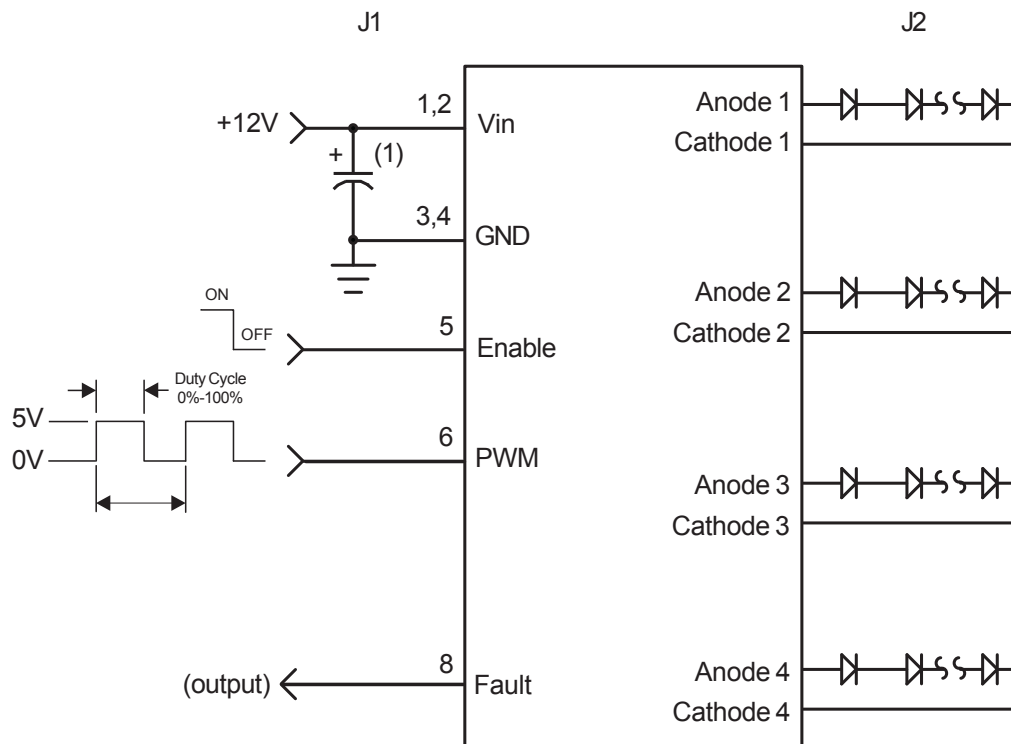 J1
J2
+12V
+
(1)
1,2
Vin
3,4
GND
ON
OFF
5
Enable
Duty Cycle
0%-100%
5V
0V
6
PWM
(output)
8
Fault
Anode 1
Cathode 1
Anode 2
Cathode 2
Anode 3
Cathode 3
Anode 4
Cathode 4